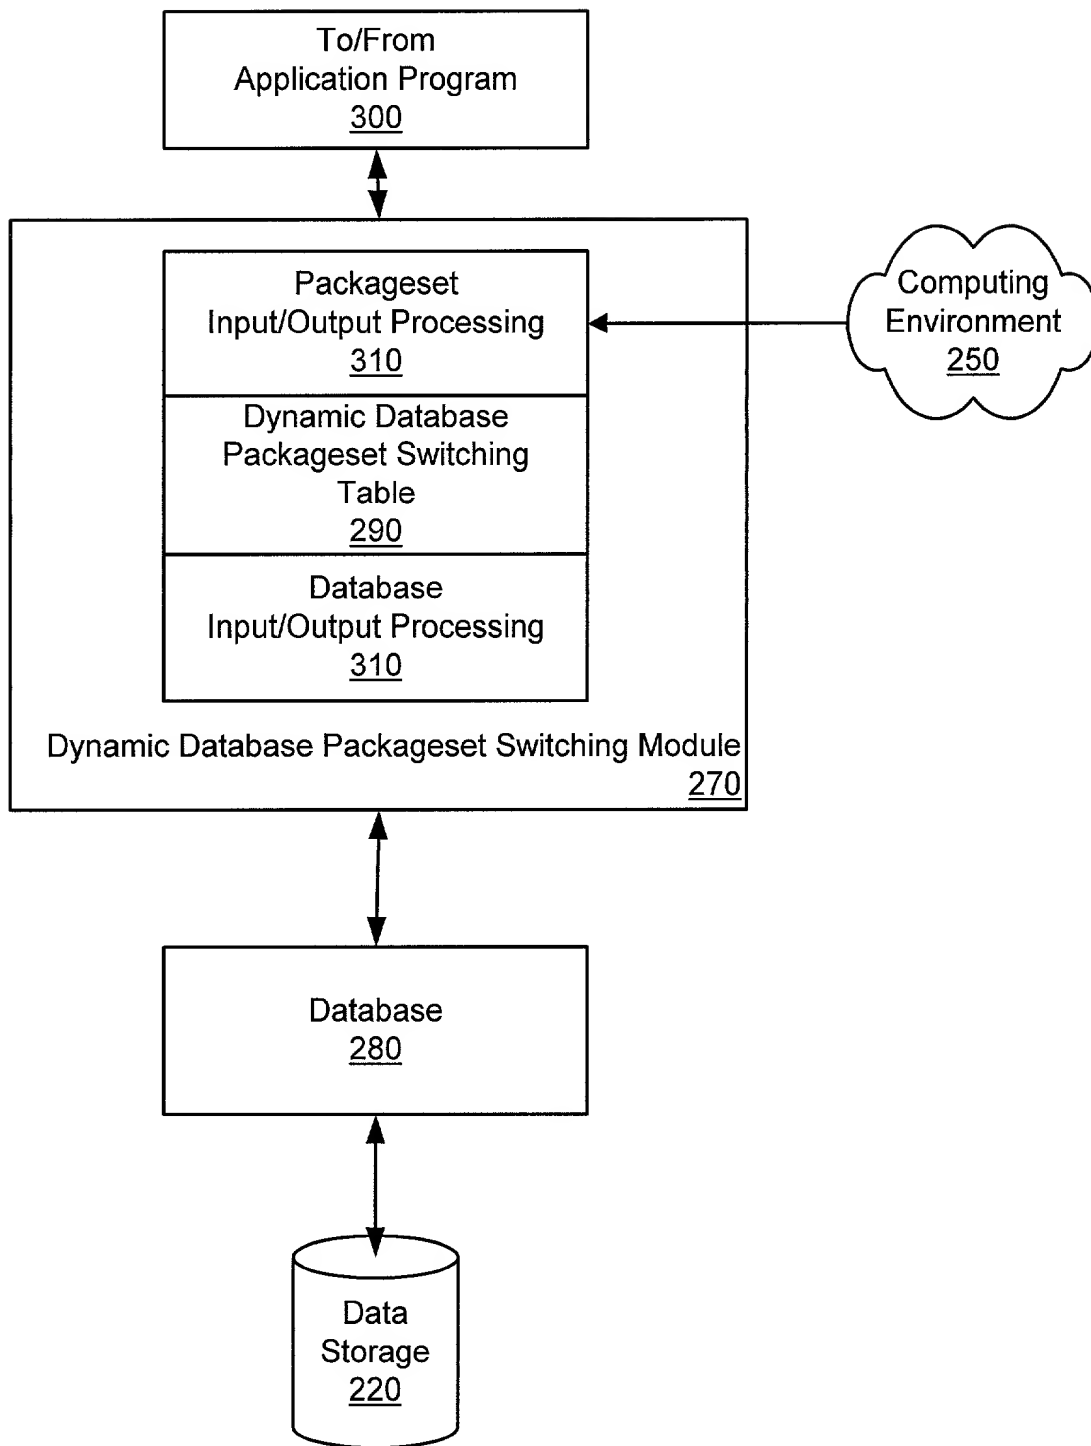 To/From
Application Program
300
Packageset
Input/Output Processing
310
Computing
Environment
250
Dynamic Database
Packageset Switching
Table
290
Database
Input/Output Processing
310
Dynamic Database Packageset Switching Module
270
Database
280
Data
Storage
220